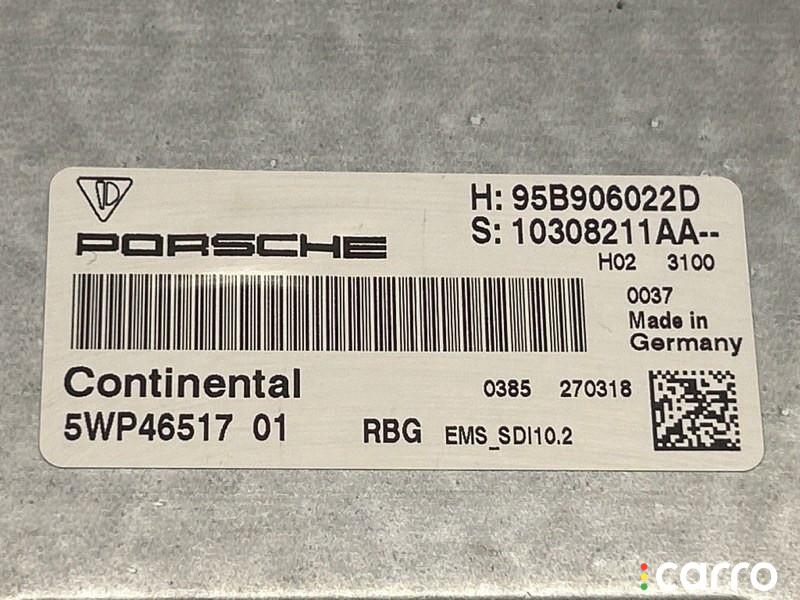 PORSCHE
H: 95B906022D
S: 10308211AA--
H02 3100
0037
Made in
Germany
Continental
0385 270318
5WP46517 01 RBG EMS_SDI10.2
carro